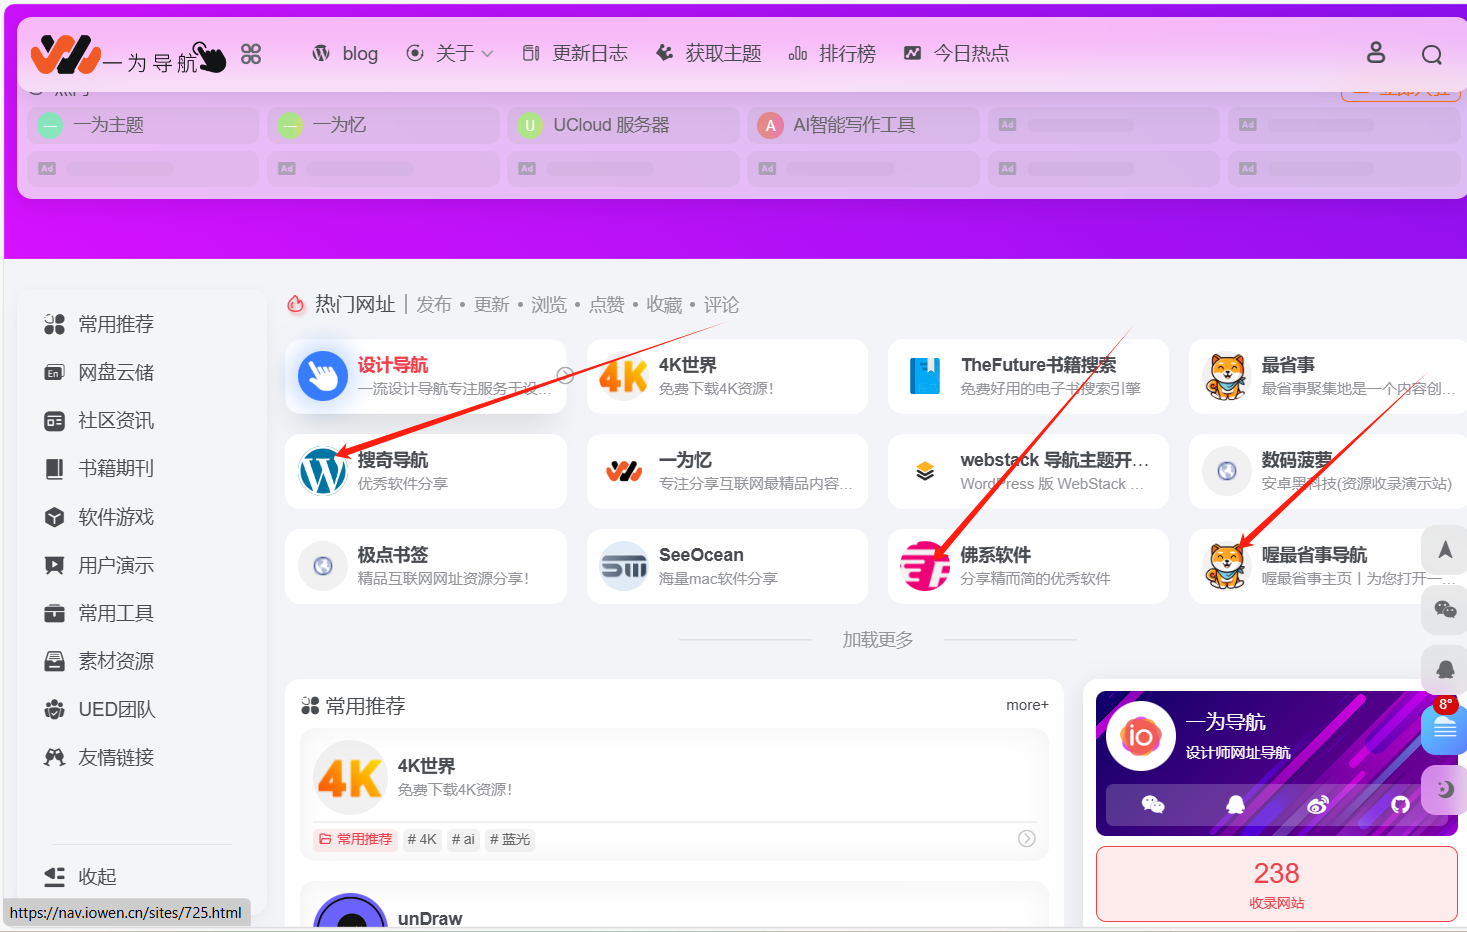 一为导航
blog
关于
更新日志
获取主题
排行榜
今日热点
一为主题
一为忆
U
UCloud 服务器
A
AI智能写作工具
Ad
Ad
Ad
Ad
Ad
Ad
Ad
Ad
常用推荐
En
网盘云储
社区资讯
书籍期刊
软件游戏
用户演示
常用工具
素材资源
UED团队
友情链接
收起
https://nav.iowen.cn/sites/725.html
热门网址 | 发布 • 更新 • 浏览 • 点赞 • 收藏 • 评论
设计导航
一流设计导航专注服务于设…
4K
4K世界
免费下载4K资源!
TheFuture书籍搜索
免费好用的电子书搜索引擎
最省事
最省事聚集地是一个内容创…
搜奇导航
优秀软件分享
一为忆
专注分享互联网最精品内容…
webstack 导航主题开…
WordPress 版 WebStack …
数码菠萝
安卓黑科技(资源收录演示站)
极点书签
精品互联网网址资源分享!
SeeOcean
海量mac软件分享
佛系软件
分享精而简的优秀软件
喔最省事导航
喔最省事主页丨为您打开一…
加载更多
常用推荐
more+
4K
4K世界
免费下载4K资源!
常用推荐
# 4K
# ai
# 蓝光
unDraw
io
一为导航
设计师网址导航
8°
238
收录网站